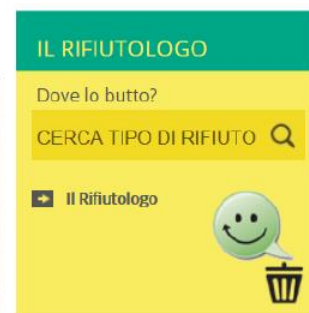 IL RIFIUTOLOGO
Dove lo butto?
CERCA TIPO DI RIFIUTO
Il Rifiutologo